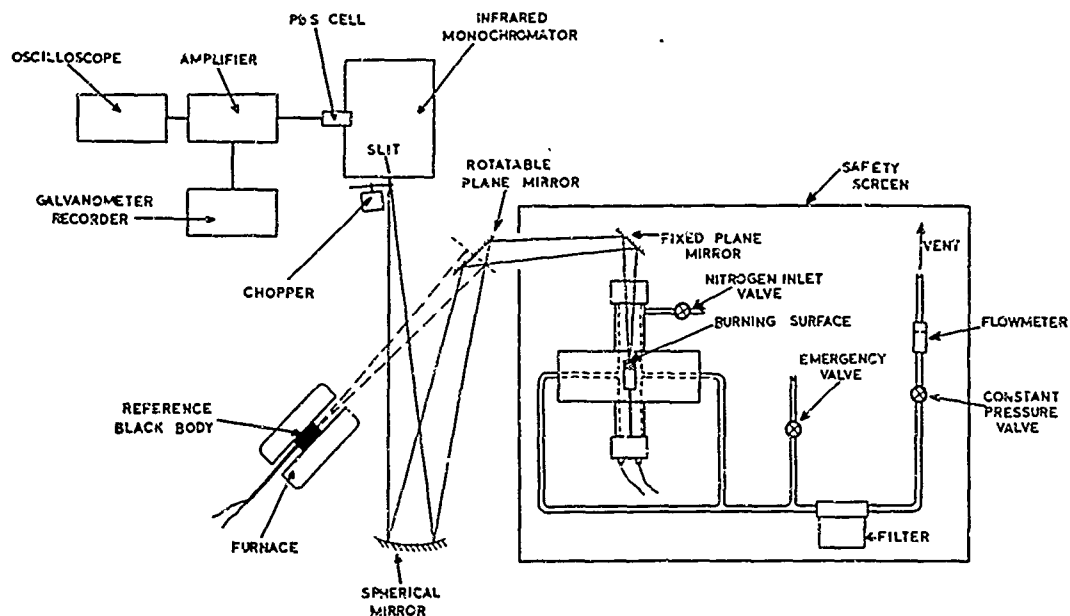 PbS CELL
INFRARED
MONOCHROMATOR
OSCILLOSCOPE
AMPLIFIER
SLIT
ROTATABLE
PLANE MIRROR
SAFETY
SCREEN
GALVANOMETER
RECORDER
CHOPPER
FIXED PLANE
MIRROR
VENT
NITROGEN INLET
VALVE
BURNING SURFACE
FLOWMETER
EMERGENCY
VALVE
CONSTANT
PRESSURE
VALVE
REFERENCE
BLACK BODY
FURNACE
FILTER
SPHERICAL
MIRROR